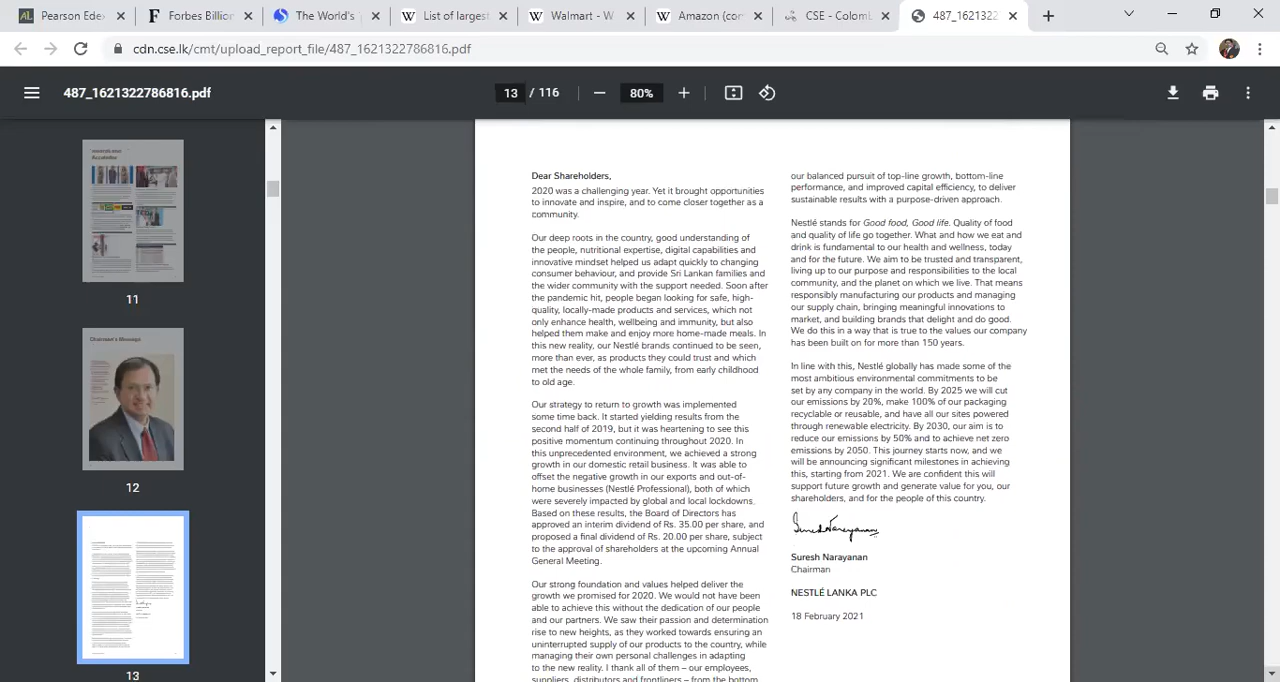 Pearson Edex
Forbes Billion
The World's
List of largest
Walmart - W
Amazon (con
CSE - Colomb
487_1621322
cdn.cse.lk/cmt/upload_report_file/487_1621322786816.pdf
487_1621322786816.pdf
13 / 116
80%
11
Chairman's Message
12
13
Dear Shareholders,
2020 was a challenging year. Yet it brought opportunities
to innovate and inspire, and to come closer together as a
community.
Our deep roots in the country, good understanding of
the people, nutritional expertise, digital capabilities and
innovative mindset helped us adapt quickly to changing
consumer behaviour, and provide Sri Lankan families and
the wider community with the support needed. Soon after
the pandemic hit, people began looking for safe, high-
quality, locally-made products and services, which not
only enhance health, wellbeing and immunity, but also
helped them make and enjoy more home-made meals. In
this new reality, our Nestlé brands continued to be seen,
more than ever, as products they could trust and which
met the needs of the whole family, from early childhood
to old age.
Our strategy to return to growth was implemented
some time back. It started yielding results from the
second half of 2019, but it was heartening to see this
positive momentum continuing throughout 2020. In
this unprecedented environment, we achieved a strong
growth in our domestic retail business. It was able to
offset the negative growth in our exports and out-of-
home businesses (Nestlé Professional), both of which
were severely impacted by global and local lockdowns.
Based on these results, the Board of Directors has
approved an interim dividend of Rs. 35.00 per share, and
proposed a final dividend of Rs. 20.00 per share, subject
to the approval of shareholders at the upcoming Annual
General Meeting.
Our strong foundation and values helped deliver the
growth we promised for 2020. We would not have been
able to achieve this without the dedication of our people
and our partners. We saw their passion and determination
rise to new heights, as they worked towards ensuring an
uninterrupted supply of our products to the country, while
managing their own personal challenges in adapting
to the new reality. I thank all of them – our employees,
suppliers, distributors and frontliners – from the bottom
our balanced pursuit of top-line growth, bottom-line
performance, and improved capital efficiency, to deliver
sustainable results with a purpose-driven approach.
Nestlé stands for Good food, Good life. Quality of food
and quality of life go together. What and how we eat and
drink is fundamental to our health and wellness, today
and for the future. We aim to be trusted and transparent,
living up to our purpose and responsibilities to the local
community, and the planet on which we live. That means
responsibly manufacturing our products and managing
our supply chain, bringing meaningful innovations to
market, and building brands that delight and do good.
We do this in a way that is true to the values our company
has been built on for more than 150 years.
In line with this, Nestlé globally has made some of the
most ambitious environmental commitments to be
set by any company in the world. By 2025 we will cut
our emissions by 20%, make 100% of our packaging
recyclable or reusable, and have all our sites powered
through renewable electricity. By 2030, our aim is to
reduce our emissions by 50% and to achieve net zero
emissions by 2050. This journey starts now, and we
will be announcing significant milestones in achieving
this, starting from 2021. We are confident this will
support future growth and generate value for you, our
shareholders, and for the people of this country.
Suresh Narayanan
Suresh Narayanan
Chairman
NESTLÉ LANKA PLC
18 February 2021